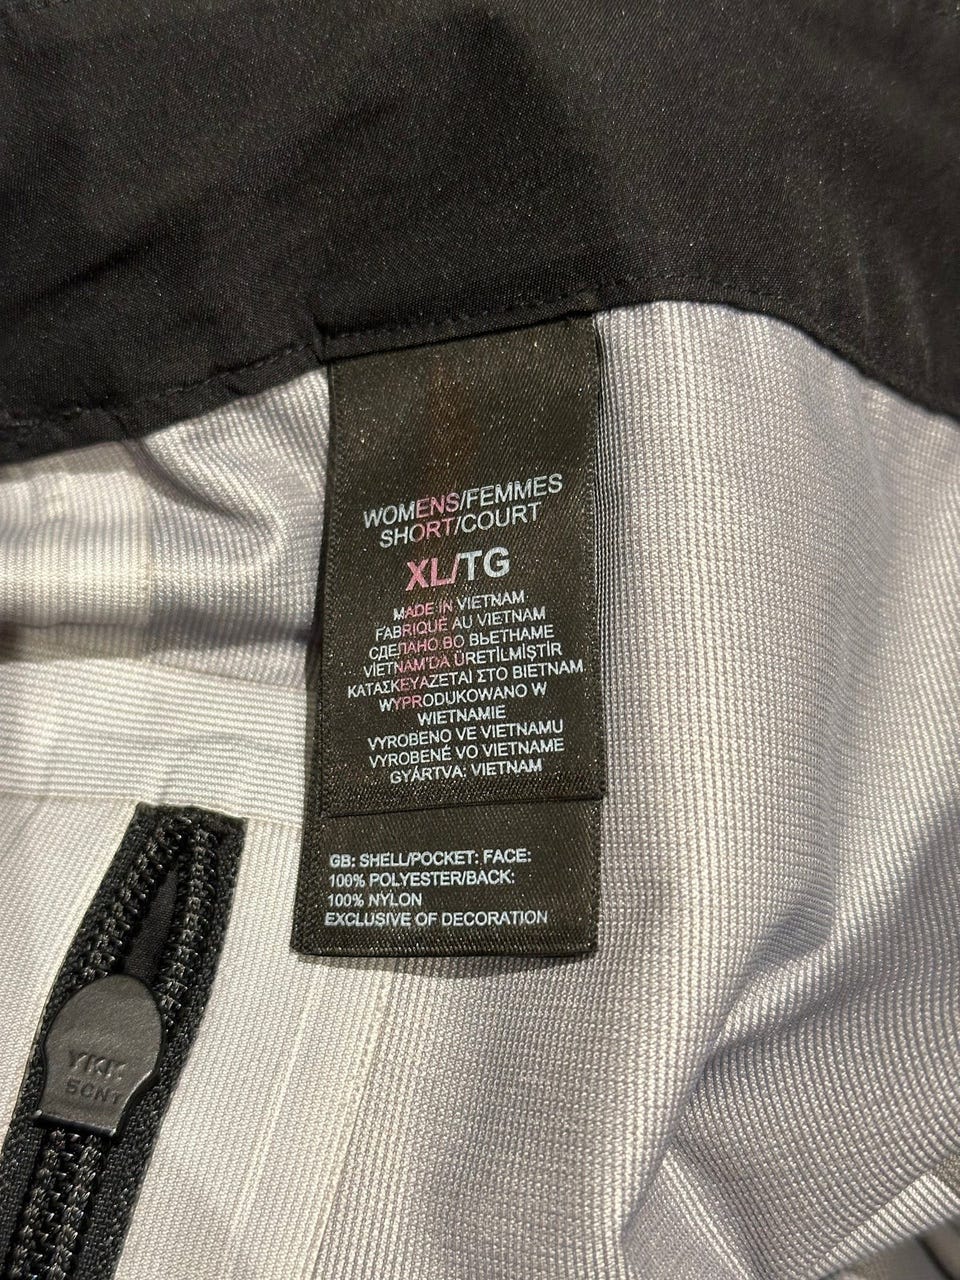 WOMENS/FEMMES
SHORT/COURT
XL/TG
MADE IN VIETNAM
FABRIQUÉ AU VIETNAM
СДЕЛАНО ВО ВЬЕТНАМЕ
VİETNAM'DA ÜRETİLMİŞTİR
ΚΑΤΑΣΚΕΥΑΖΕΤΑΙ ΣΤΟ ΒΙΕΤΝΑΜ
WYPRODUKOWANO W
WIETNAMIE
VYROBENO VE VIETNAMU
VYROBENÉ VO VIETNAME
GYÁRTVA: VIETNAM
GB: SHELL/POCKET: FACE:
100% POLYESTER/BACK:
100% NYLON
EXCLUSIVE OF DECORATION
YKK
5CNT